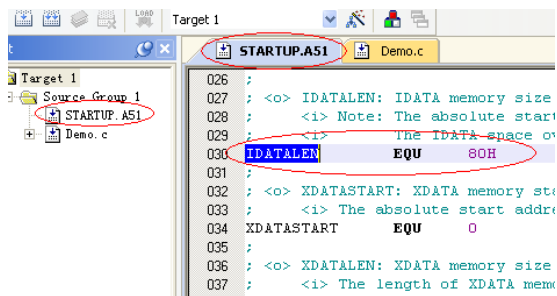 LOAD
Target 1
t
Target 1
Source Group 1
STARTUP.A51
Demo.c
STARTUP.A51 Demo.c
026 ;
027 ; <o> IDATALEN: IDATA memory size
028 ; <i> Note: The absolute start
029 ; <i> The IDATA space ov
030 IDATALEN EQU 80H
031 ;
032 ; <o> XDATASTART: XDATA memory sta
033 ; <i> The absolute start addre
034 XDATASTART EQU 0
035 ;
036 ; <o> XDATALEN: XDATA memory size
037 ; <i> The length of XDATA memo